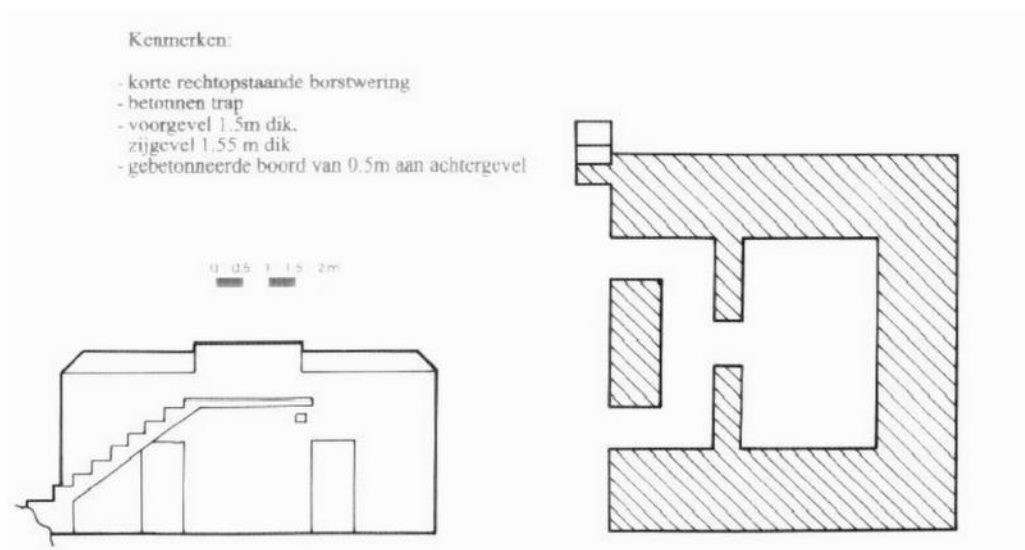 Kenmerken:
- korte rechtopstaande borstwering
- betonnen trap
- voorgevel 1.5m dik,
zijgevel 1.55 m dik
- gebetonneerde boord van 0.5m aan achtergevel
0 0.5 1 1.5 2m